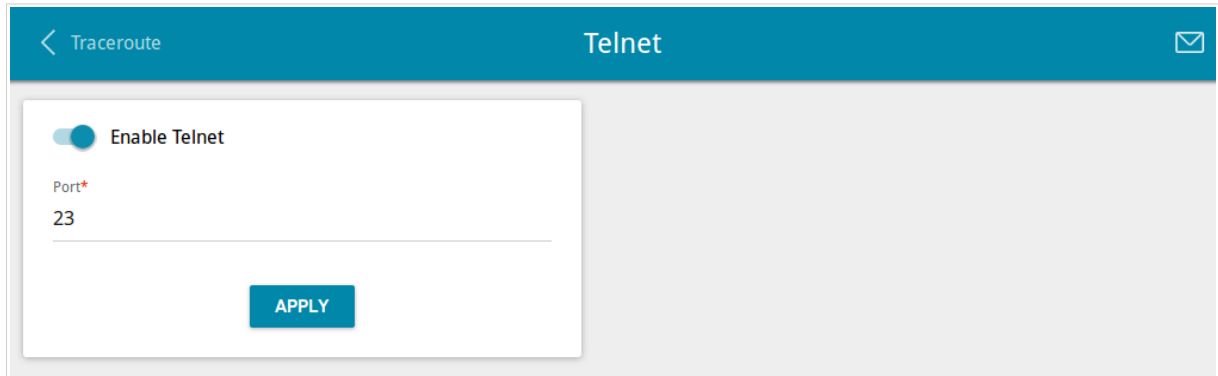 Traceroute
Telnet
Enable Telnet
Port*
23
APPLY